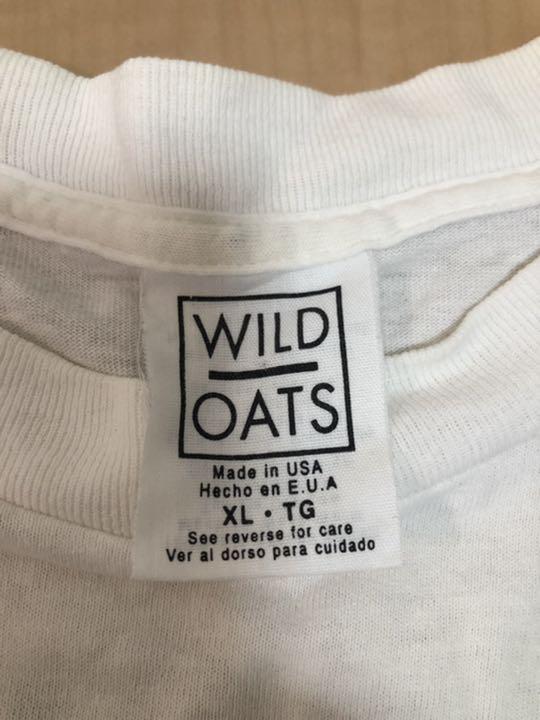 WILD
OATS
Made in USA
Hecho en E.U.A
XL • TG
See reverse for care
Ver al dorso para cuidado